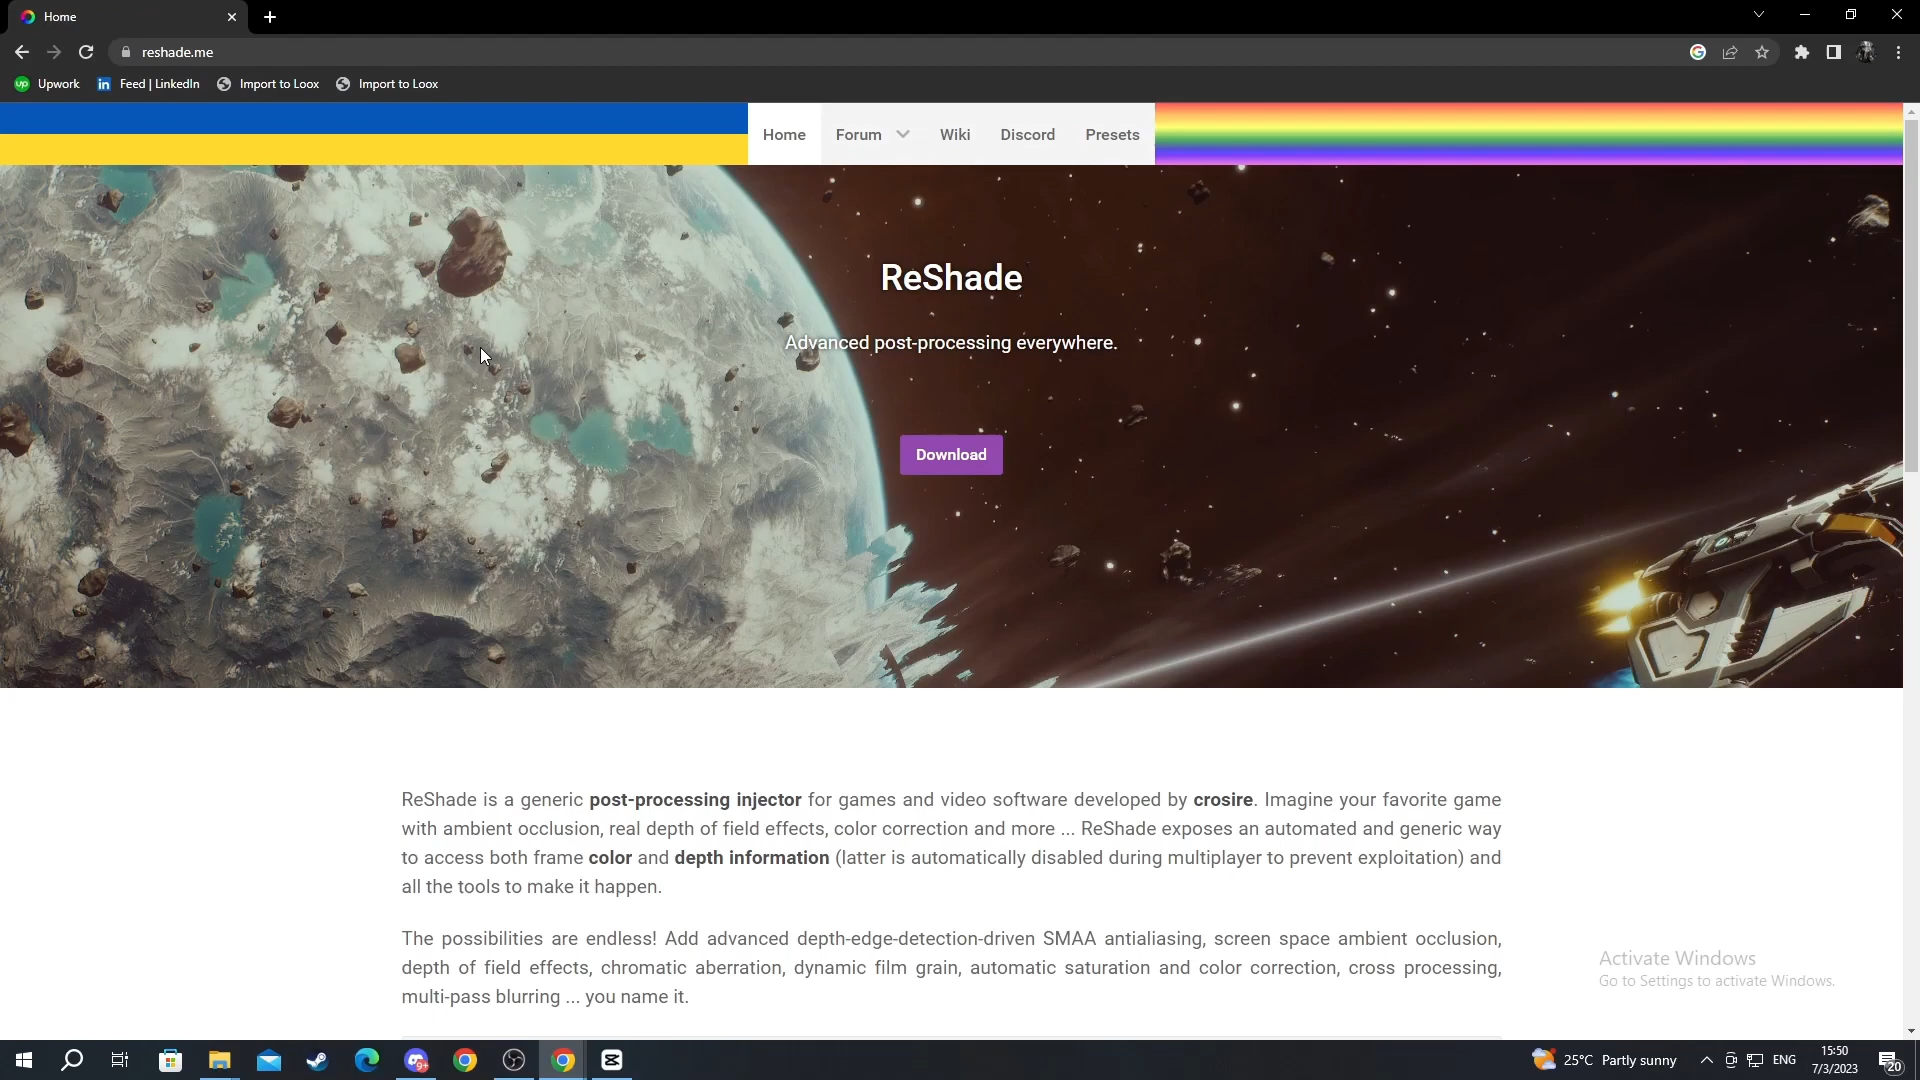 Home
reshade.me
Upwork
Feed | LinkedIn
Import to Loox
Import to Loox
Home
Forum
Wiki
Discord
Presets
ReShade
Advanced post-processing everywhere.
Download
ReShade is a generic post-processing injector for games and video software developed by crosire. Imagine your favorite game
with ambient occlusion, real depth of field effects, color correction and more ... ReShade exposes an automated and generic way
to access both frame color and depth information (latter is automatically disabled during multiplayer to prevent exploitation) and
all the tools to make it happen.
The possibilities are endless! Add advanced depth-edge-detection-driven SMAA antialiasing, screen space ambient occlusion,
depth of field effects, chromatic aberration, dynamic film grain, automatic saturation and color correction, cross processing,
multi-pass blurring ... you name it.
Activate Windows
Go to Settings to activate Windows.
up
in
9+
25°C Partly sunny
ENG
15:50
7/3/2023
20